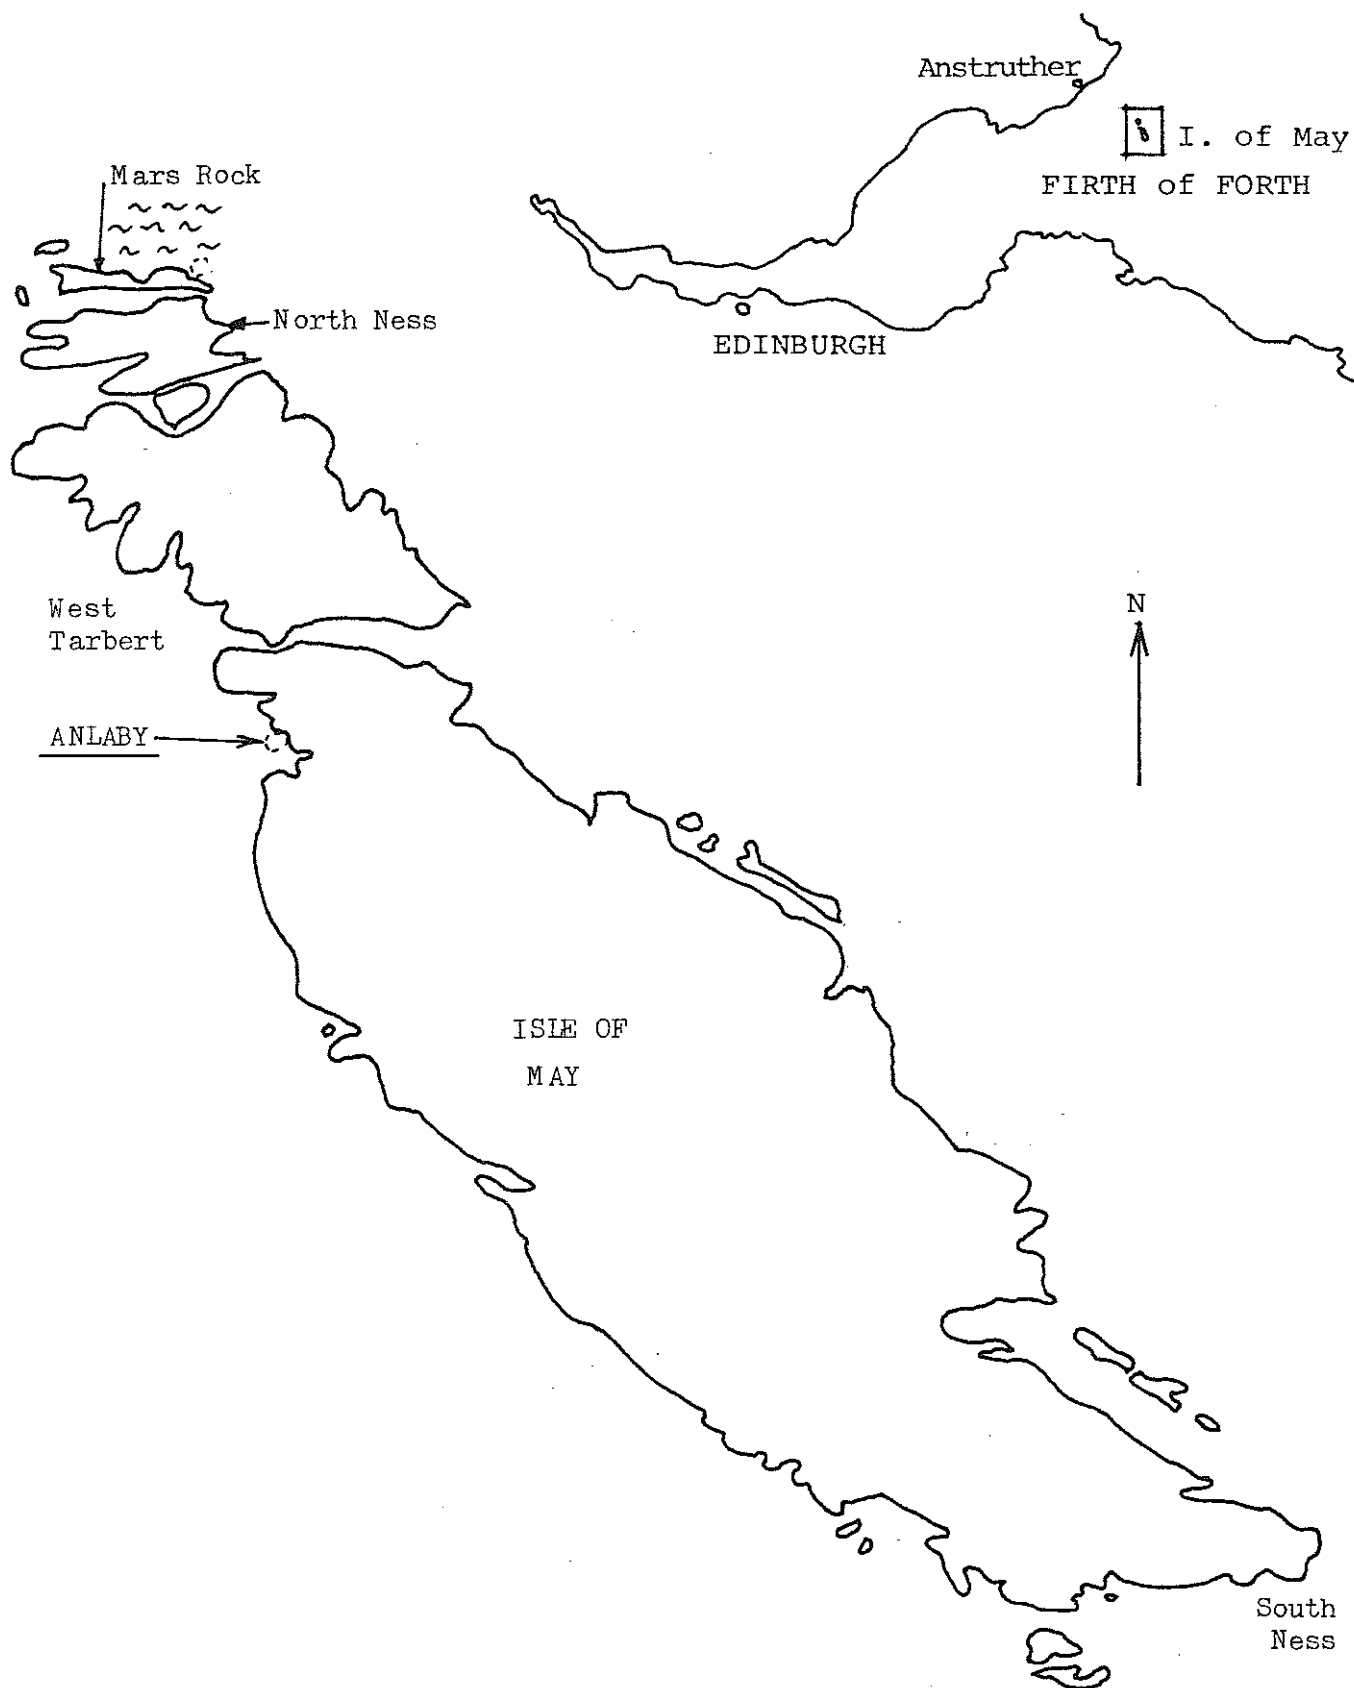 Anstruther
I. of May
FIRTH of FORTH
EDINBURGH
Mars Rock
North Ness
West
Tarbert
N
ANLABY
ISLE OF
MAY
South
Ness